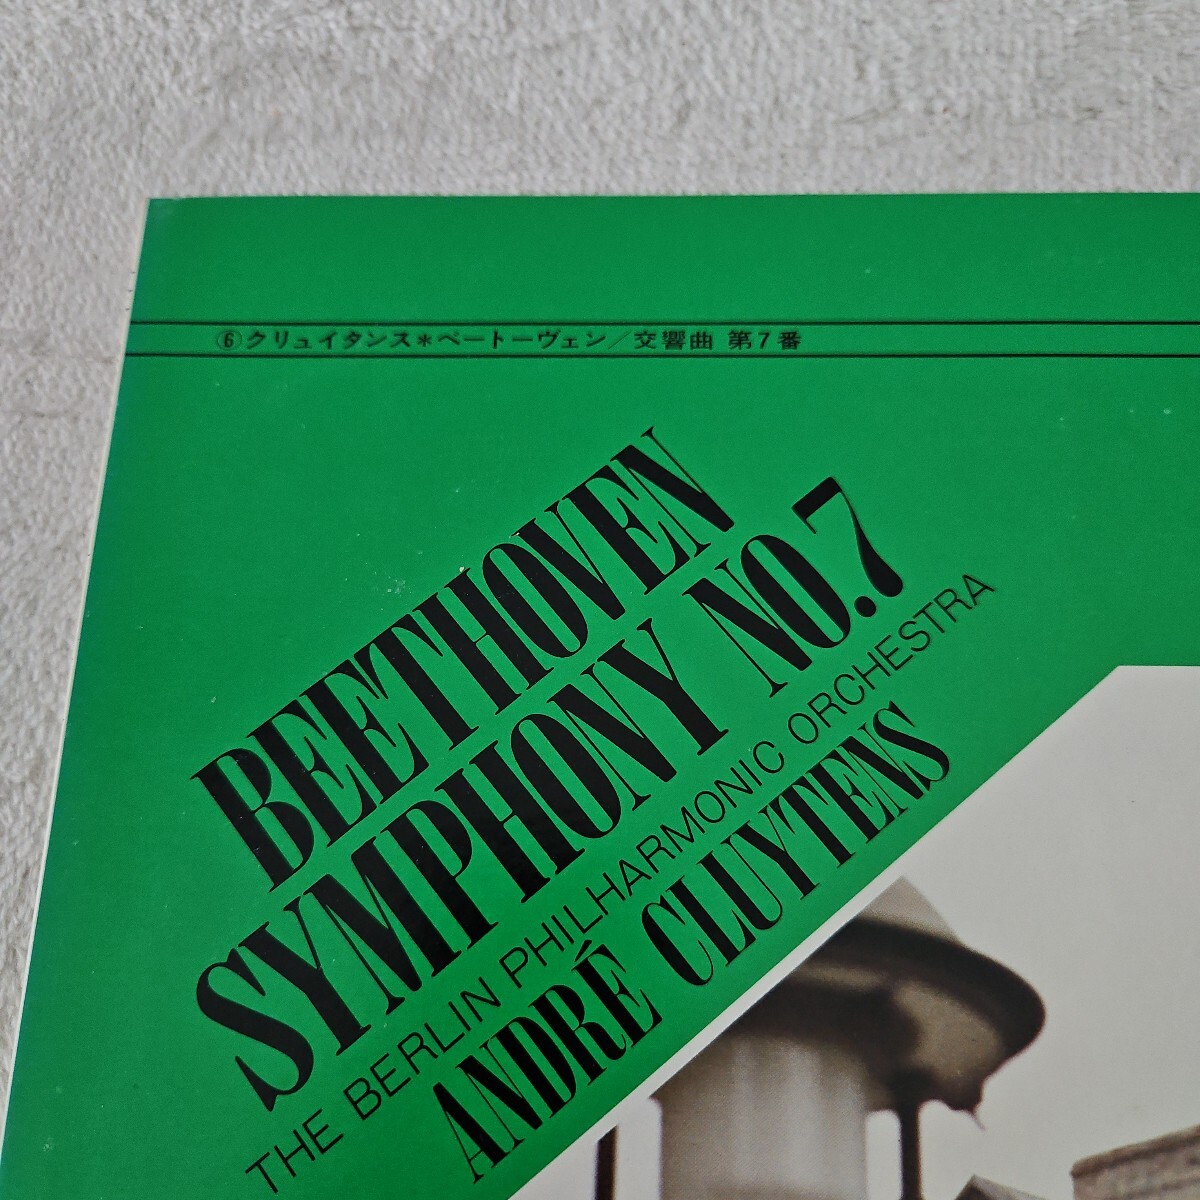 ⑥クリュイタンス*ベートーヴェン/交響曲 第7番
BEETHOVEN
SYMPHONY NO.7
THE BERLIN PHILHARMONIC ORCHESTRA
ANDRÉ CLUYTENS